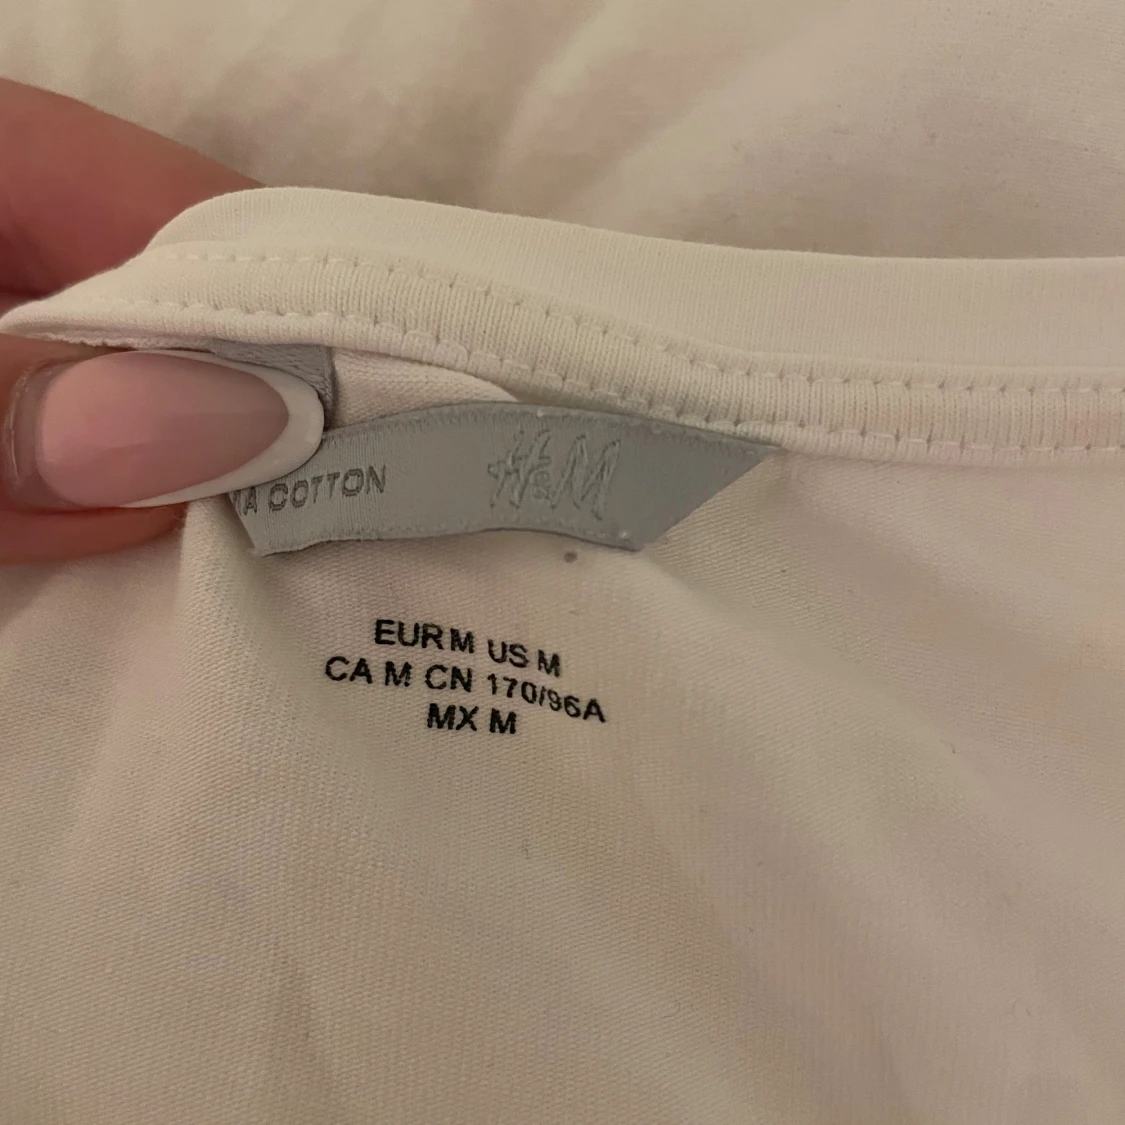 COTTON
H&M
EUR M US M
CA M CN 170/96A
MX M